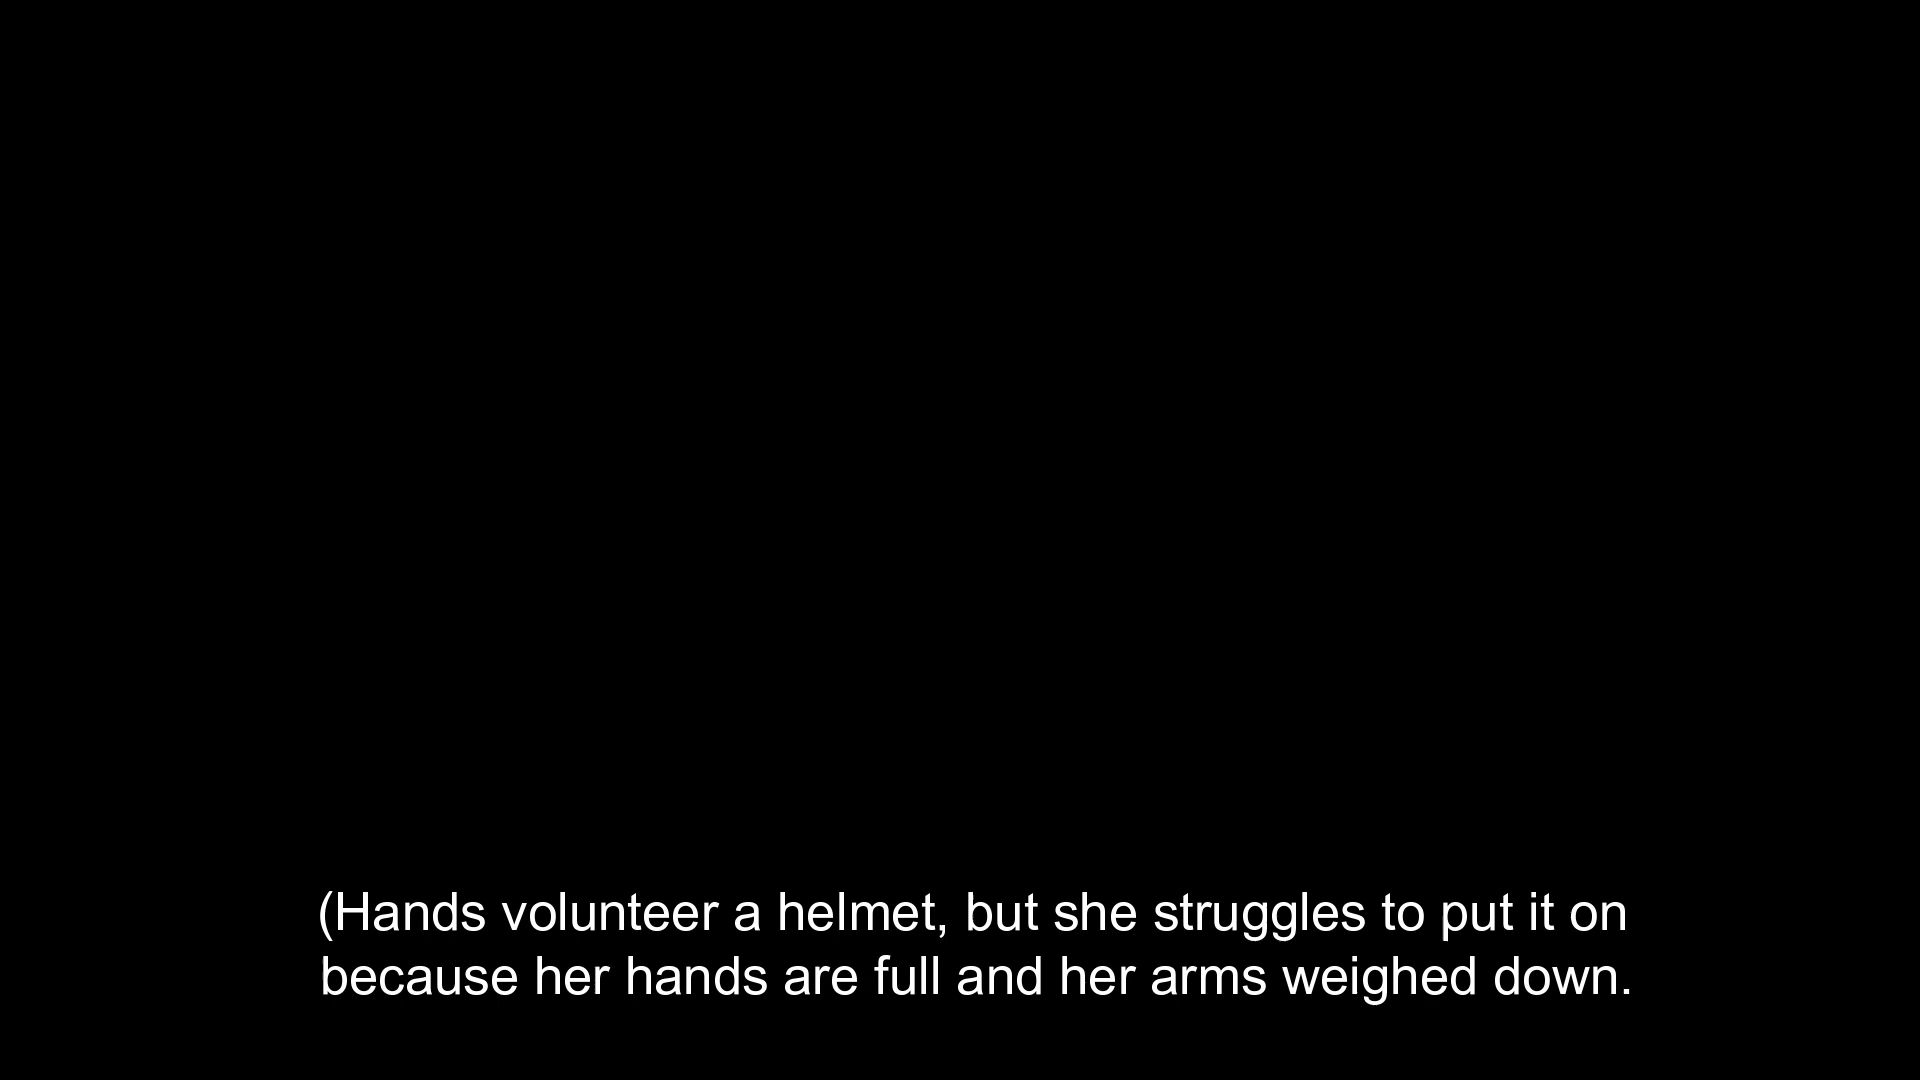 (Hands volunteer a helmet, but she struggles to put it on
because her hands are full and her arms weighed down.